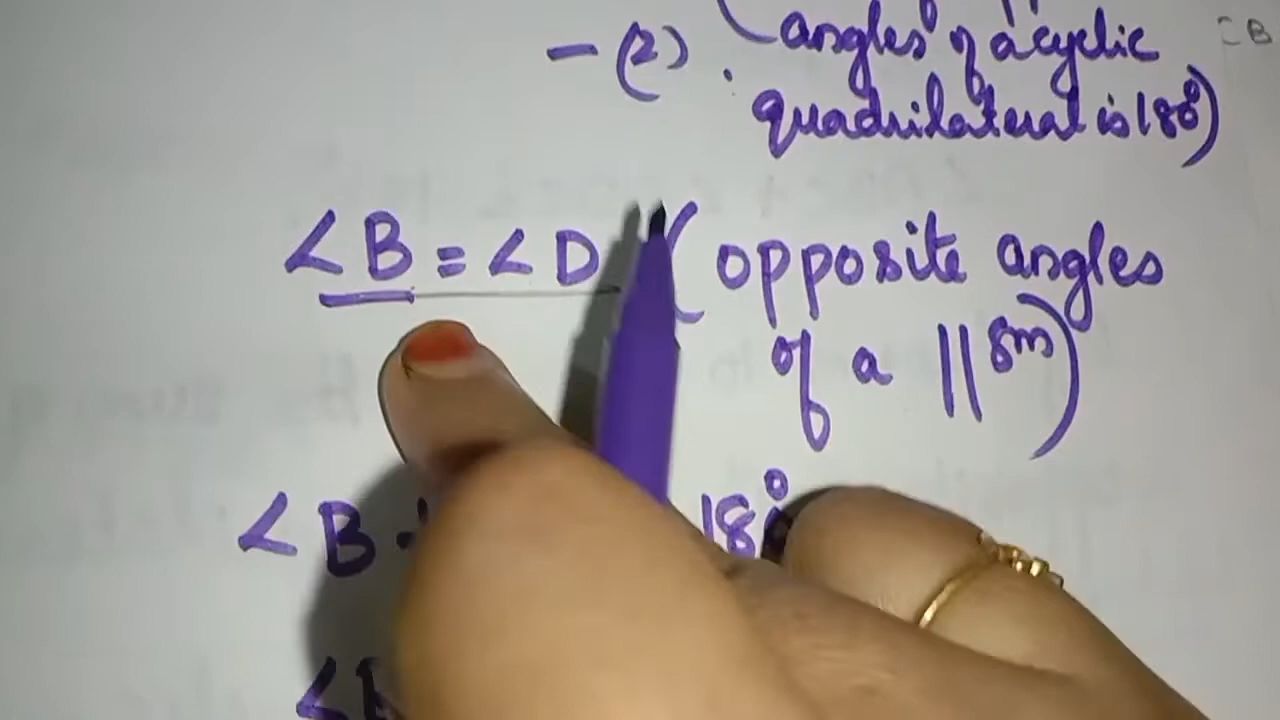 - (2) angles of a cyclic
quadrilateral is 180°)
∠B = ∠D (opposite angles
of a ||gm)
∠B 180
∠B